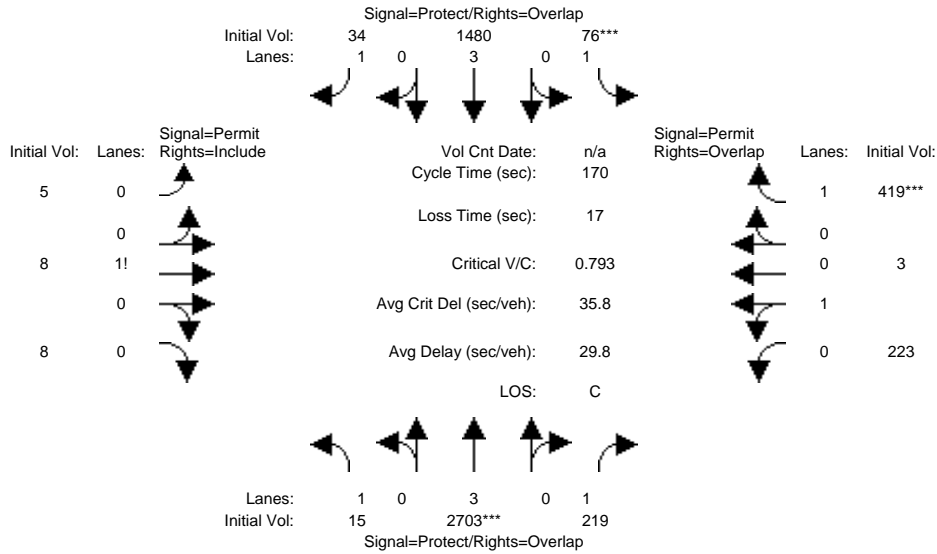 Signal=Protect/Rights=Overlap
Initial Vol: 34 1480 76***
Lanes: 1 0 3 0 1
Signal=Permit Signal=Permit
Initial Vol: Lanes: Rights=Include Vol Cnt Date: n/a Rights=Overlap Lanes: Initial Vol:
Cycle Time (sec): 170
5 0 1 419***
Loss Time (sec): 17
0 0
8 1! Critical V/C: 0.793 0 3
0 Avg Crit Del (sec/veh): 35.8 1
8 0 Avg Delay (sec/veh): 29.8 0 223
LOS: C
Lanes: 1 0 3 0 1
Initial Vol: 15 2703*** 219
Signal=Protect/Rights=Overlap